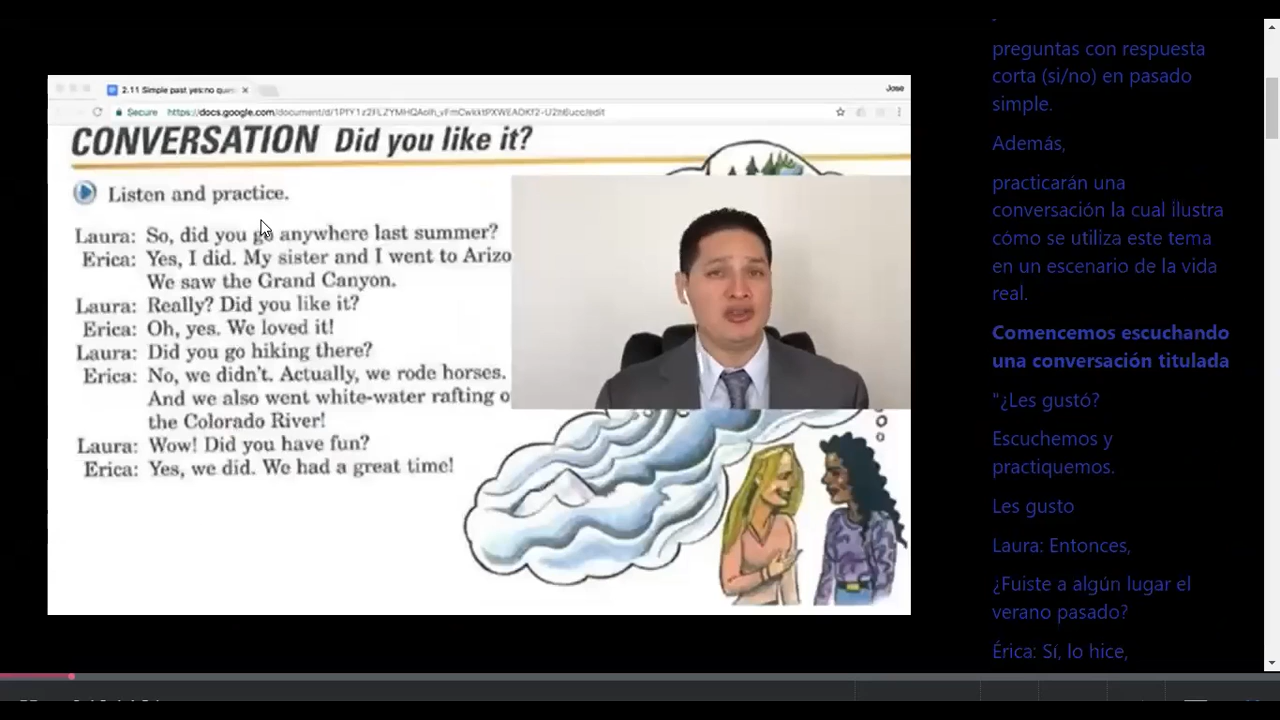 2.11 Simple past yes:no ques
Jose
Secure
CONVERSATION Did you like it?
Listen and practice.
Laura: So, did you go anywhere last summer?
Erica: Yes, I did. My sister and I went to Arizo
We saw the Grand Canyon.
Laura: Really? Did you like it?
Erica: Oh, yes. We loved it!
Laura: Did you go hiking there?
Erica: No, we didn't. Actually, we rode horses.
And we also went white-water rafting o
the Colorado River!
Laura: Wow! Did you have fun?
Erica: Yes, we did. We had a great time!
preguntas con respuesta
corta (si/no) en pasado
simple.
Además,
practicarán una
conversación la cual ilustra
cómo se utiliza este tema
en un escenario de la vida
real.
Comencemos escuchando
una conversación titulada
"¿Les gustó?
Escuchemos y
practiquemos.
Les gusto
Laura: Entonces,
¿Fuiste a algún lugar el
verano pasado?
Érica: Sí, lo hice,